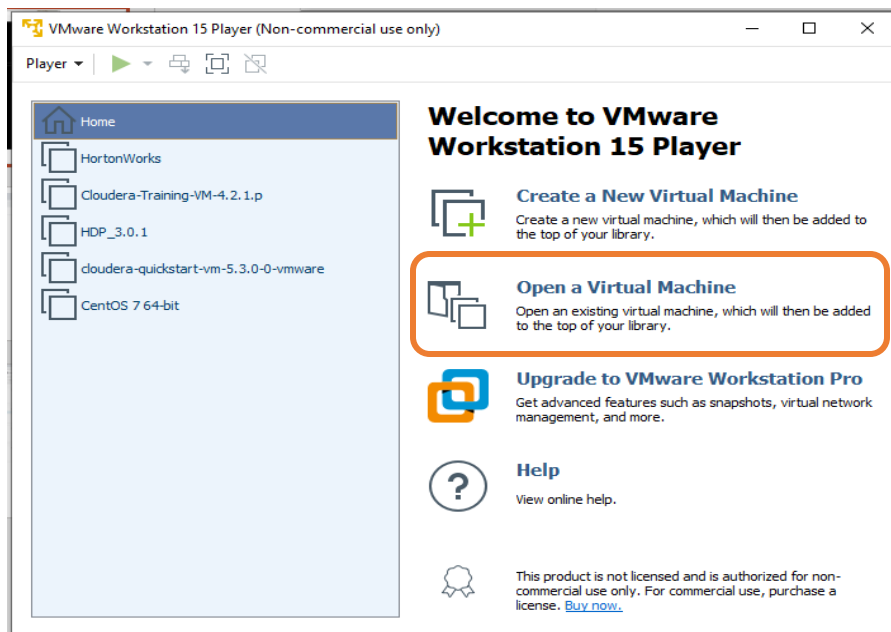 VMware Workstation 15 Player (Non-commercial use only)
Player
Home
HortonWorks
Cloudera-Training-VM-4.2.1.p
HDP_3.0.1
cloudera-quickstart-vm-5.3.0-0-vmware
CentOS 7 64-bit
Welcome to VMware
Workstation 15 Player
Create a New Virtual Machine
Create a new virtual machine, which will then be added to
the top of your library.
Open a Virtual Machine
Open an existing virtual machine, which will then be added
to the top of your library.
Upgrade to VMware Workstation Pro
Get advanced features such as snapshots, virtual network
management, and more.
Help
View online help.
This product is not licensed and is authorized for non-
commercial use only. For commercial use, purchase a
license. Buy now.